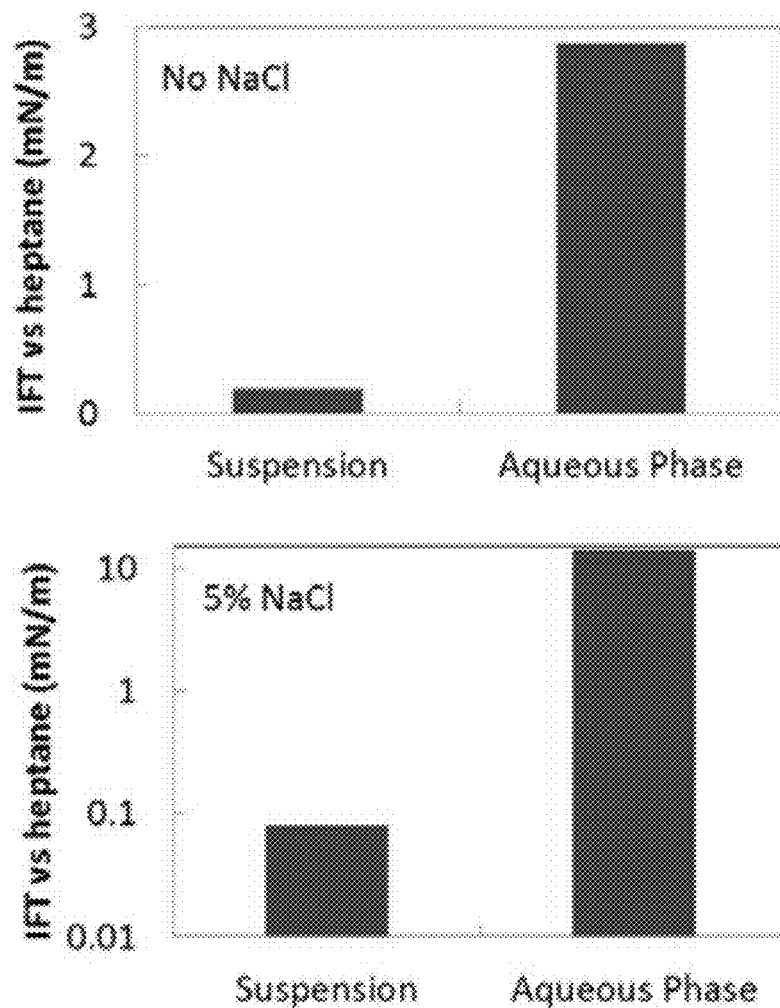 IFT vs heptane (mN/m)
3
2
1
0
No NaCl
Suspension
Aqueous Phase
IFT vs heptane (mN/m)
10
1
0.1
0.01
5% NaCl
Suspension
Aqueous Phase